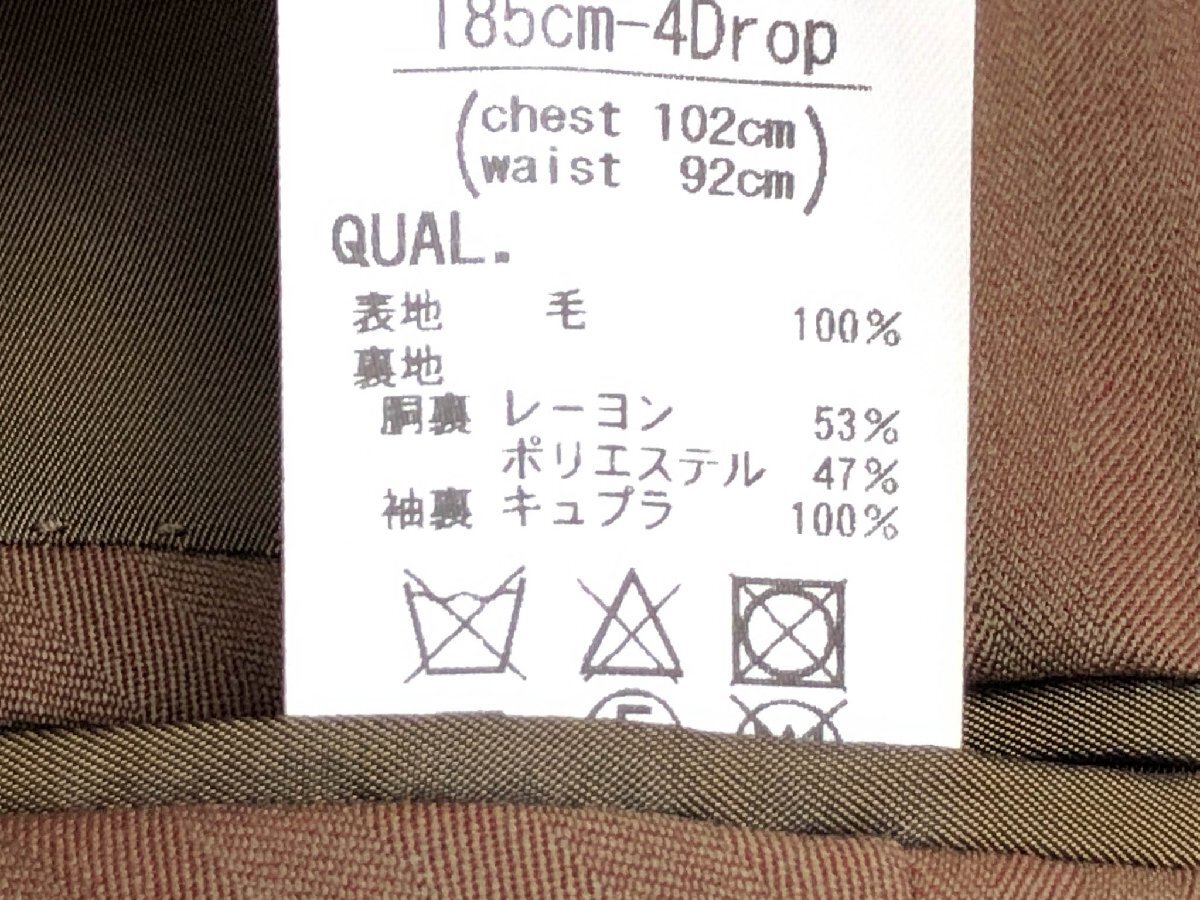 185cm-4Drop
(chest 102cm
waist 92cm)
QUAL.
表地 毛 100%
裏地
胴裏 レーヨン 53%
ポリエステル 47%
袖裏 キュプラ 100%